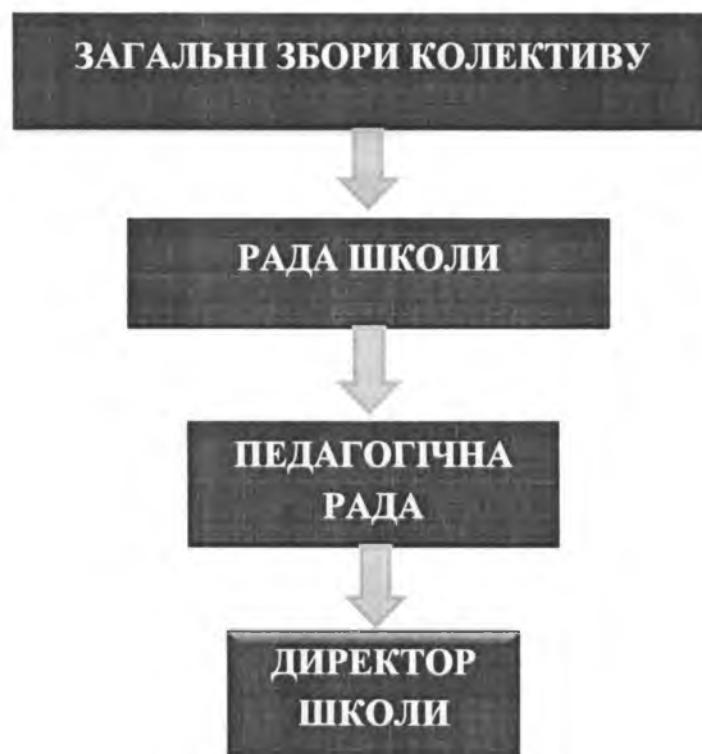 ЗАГАЛЬНІ ЗБОРИ КОЛЕКТИВУ
РАДА ШКОЛИ
ПЕДАГОГІЧНА
РАДА
ДИРЕКТОР
ШКОЛИ